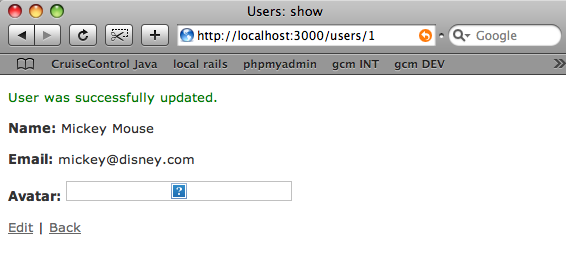 Users: show
http://localhost:3000/users/1
Google
CruiseControl Java local rails phpmyadmin gcm INT gcm DEV
User was successfully updated.
Name: Mickey Mouse
Email: mickey@disney.com
Avatar: ?
Edit | Back